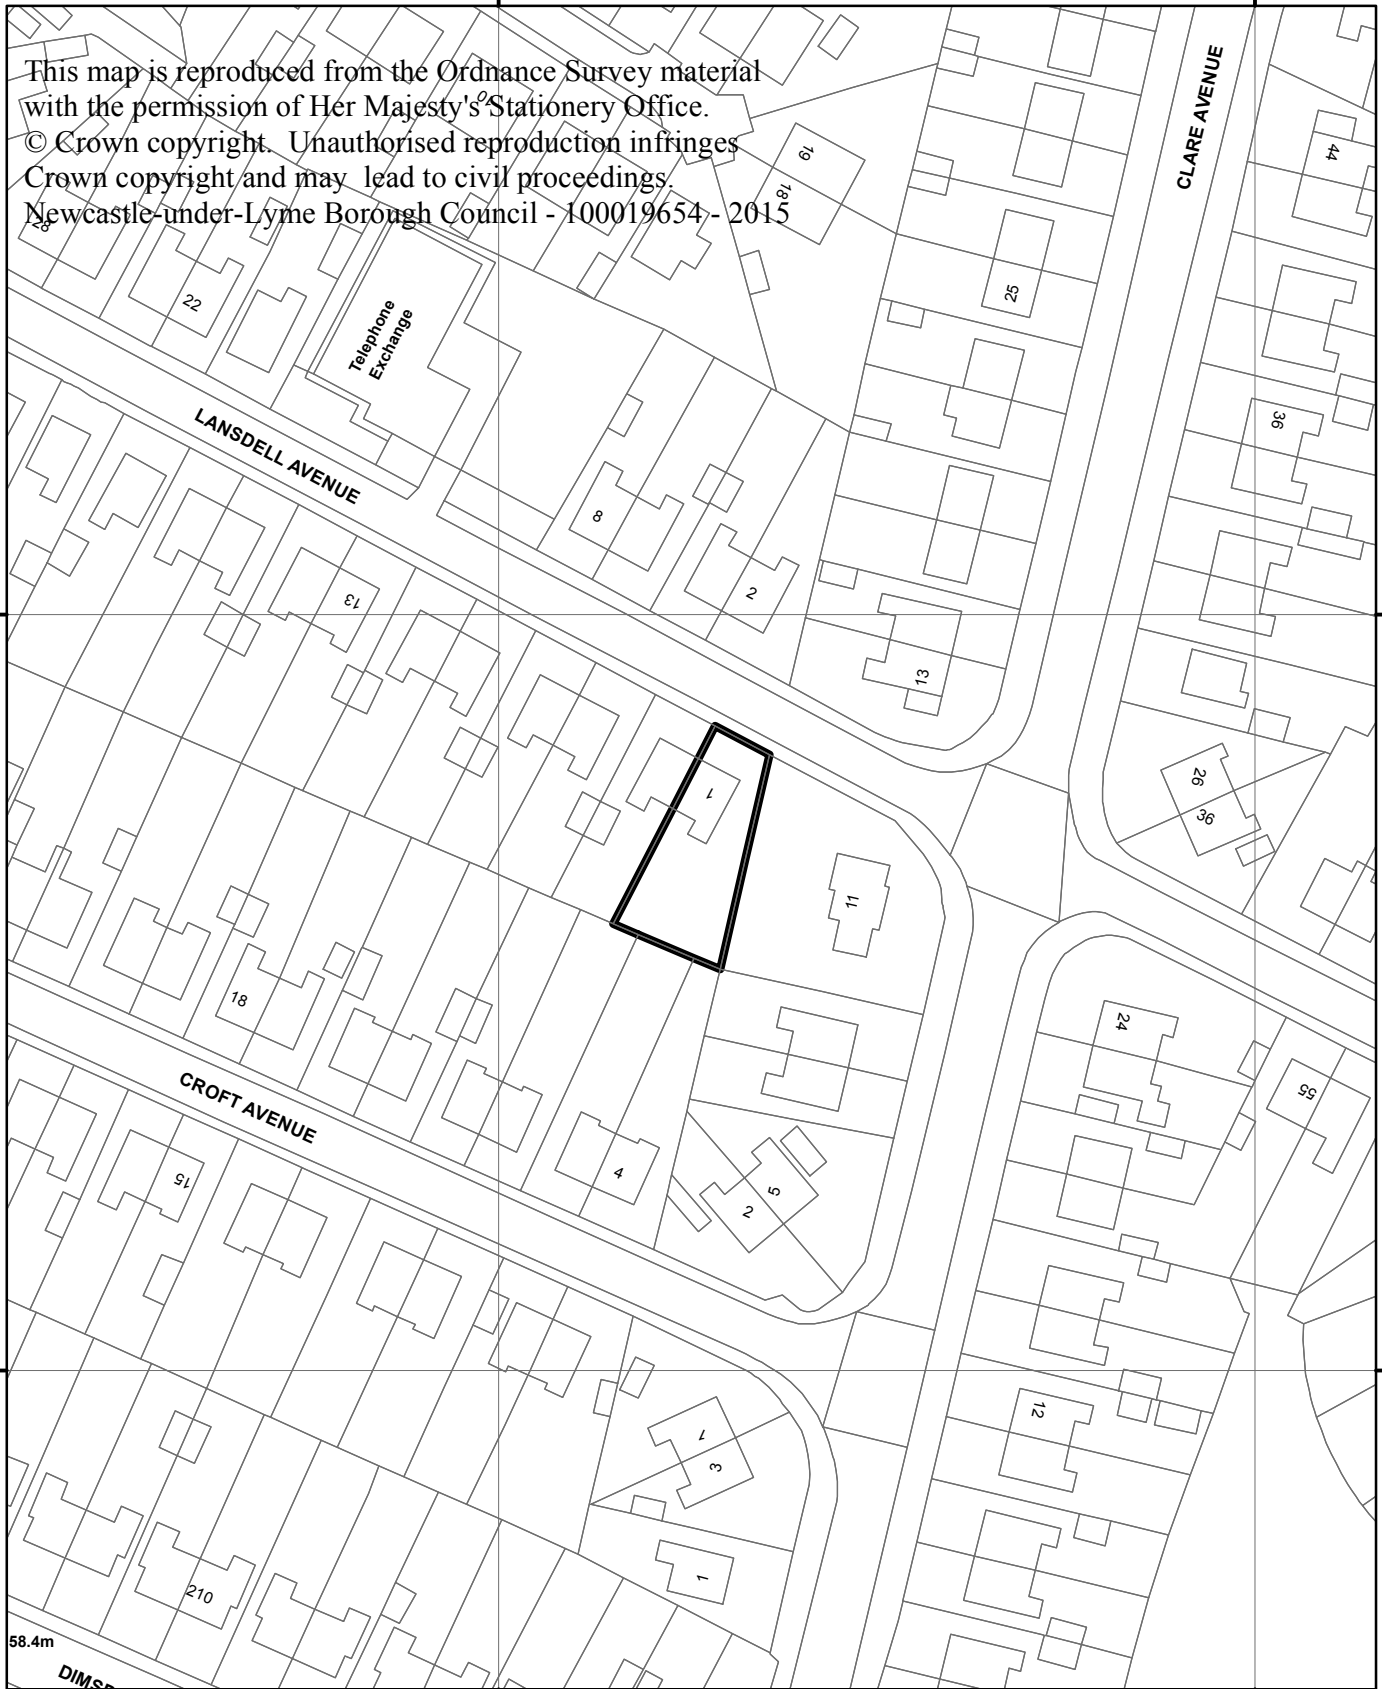 This map is reproduced from the Ordnance Survey material
with the permission of Her Majesty's Stationery Office.
© Crown copyright. Unauthorised reproduction infringes
Crown copyright and may lead to civil proceedings.
Newcastle-under-Lyme Borough Council - 100019654 - 2015
CLARE AVENUE
19
18
44
28
22
25
Telephone
Exchange
LANSDELL AVENUE
36
8
2
13
13
26
36
1
11
18
24
CROFT AVENUE
55
15
4
5
2
12
1
3
1
210
58.4m